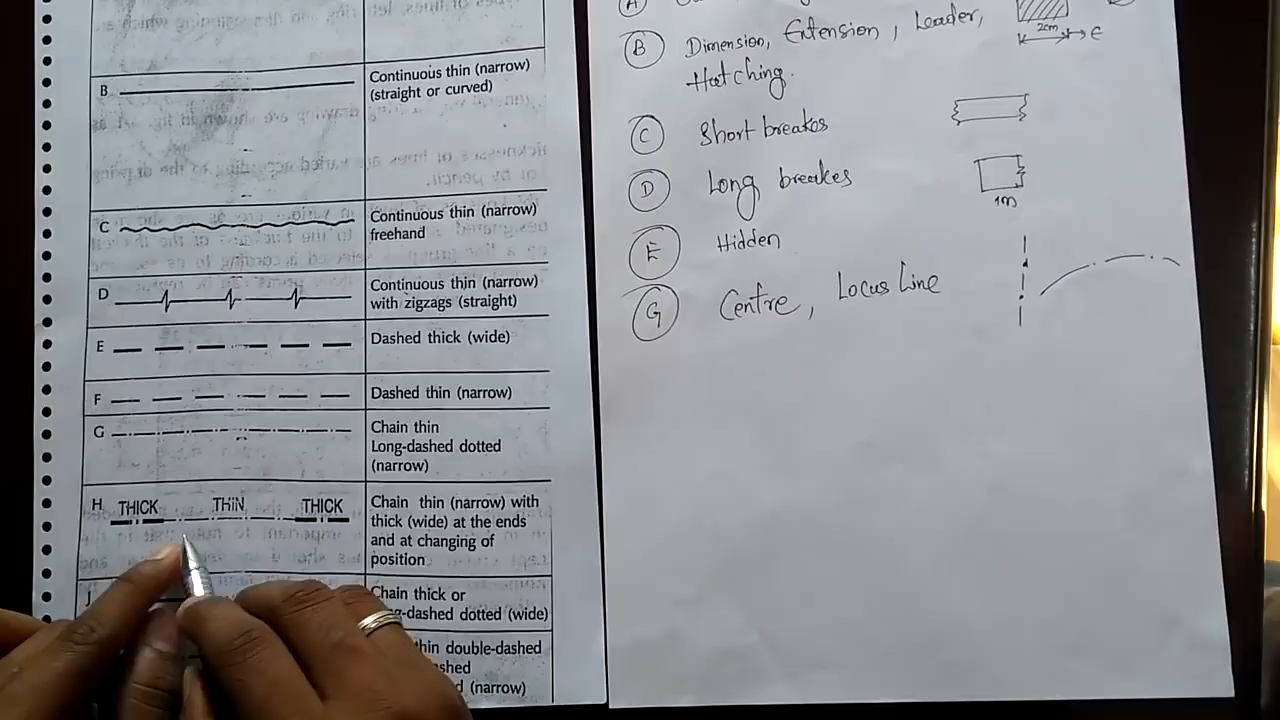 B
Continuous thin (narrow)
(straight or curved)
C
Continuous thin (narrow)
freehand
D
Continuous thin (narrow)
with zigzags (straight)
E
Dashed thick (wide)
F
Dashed thin (narrow)
G
Chain thin
Long-dashed dotted
(narrow)
H THICK THIN THICK
Chain thin (narrow) with
thick (wide) at the ends
and at changing of
position
Chain thick or
dashed dotted (wide)
double-dashed
(narrow)
A
B Dimension, Extension, Leader,
Hatching.
2cm
E
C Short breakes
D Long breakes
1m
E Hidden
G Centre, Locus Line